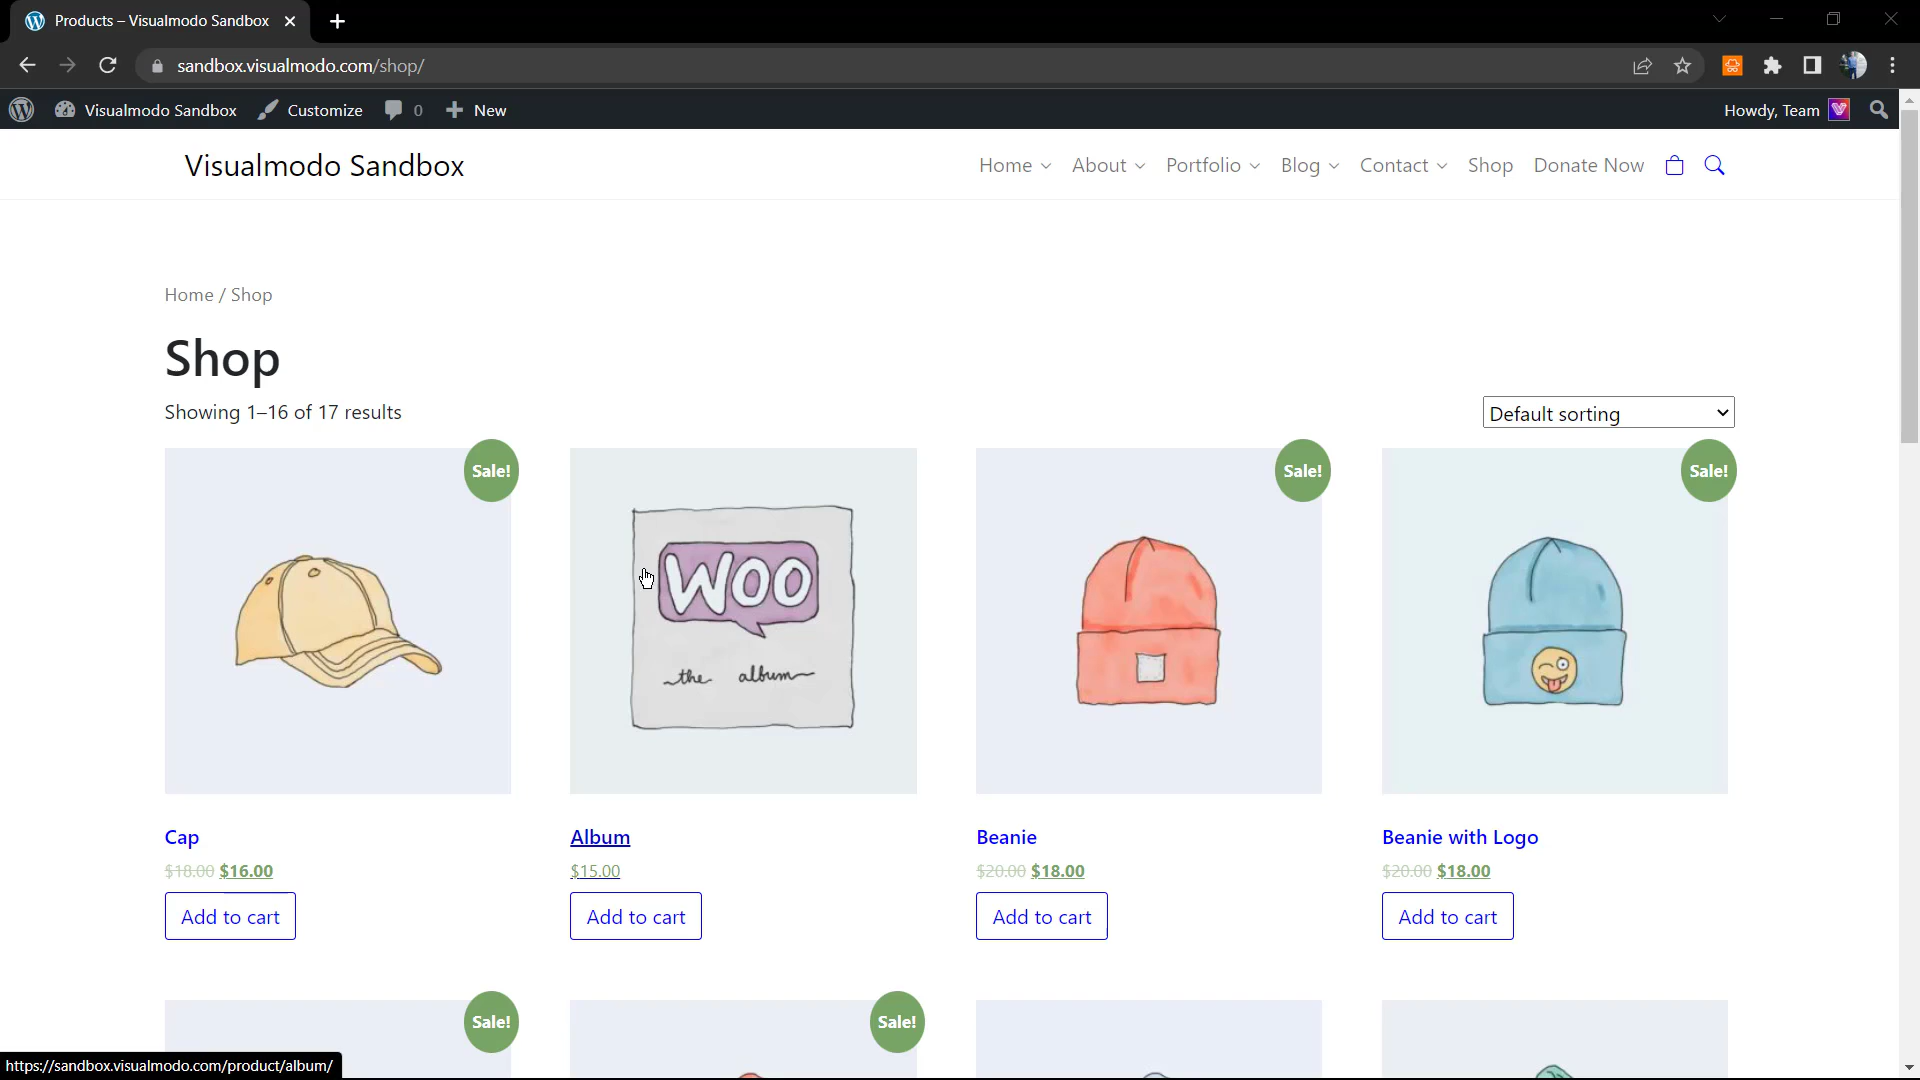 Products – Visualmodo Sandbox
sandbox.visualmodo.com/shop/
Visualmodo Sandbox Customize 0 New Howdy, Team
Visualmodo Sandbox
Home About Portfolio Blog Contact Shop Donate Now
Home / Shop
Shop
Showing 1–16 of 17 results
Default sorting
Sale! Sale! Sale!
Woo
the album
Cap Album Beanie Beanie with Logo
$18.00 $16.00 $15.00 $20.00 $18.00 $20.00 $18.00
Add to cart Add to cart Add to cart Add to cart
Sale! Sale!
https://sandbox.visualmodo.com/product/album/